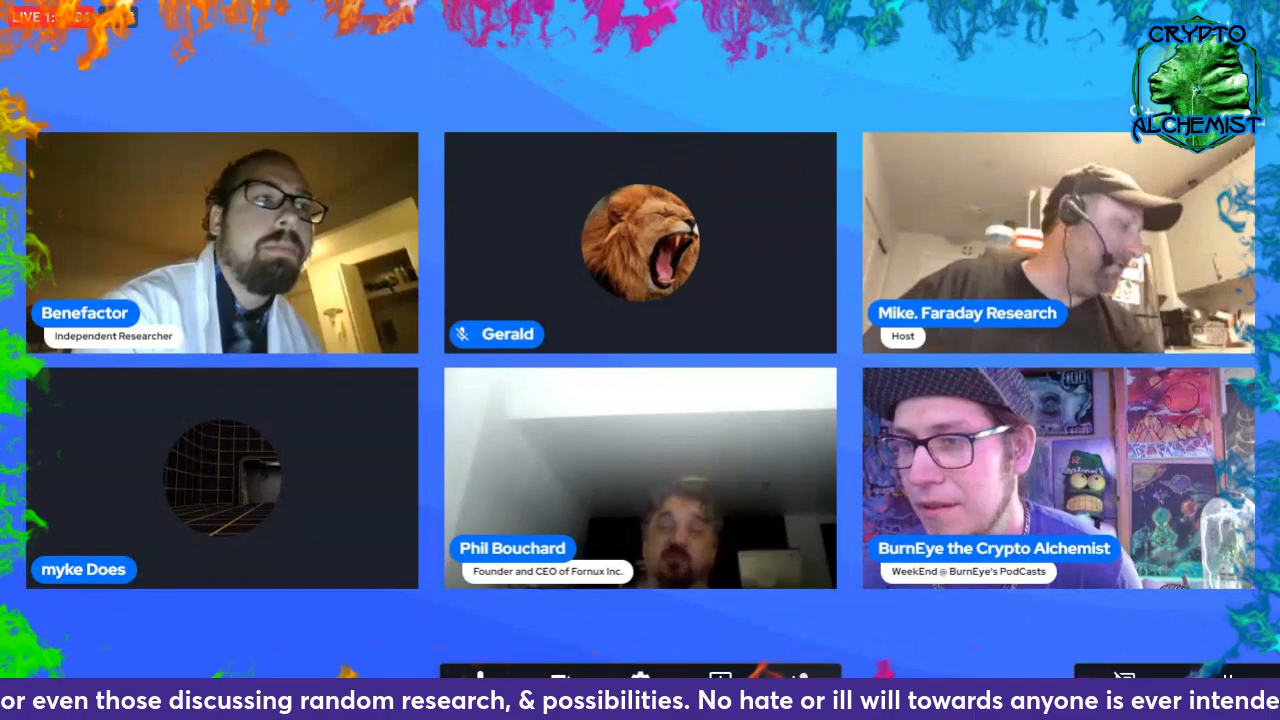 LIVE
CRYPTO
ALCHEMIST
Benefactor
Independent Researcher
Gerald
Mike. Faraday Research
Host
myke Does
Phil Bouchard
Founder and CEO of Fornux Inc.
BurnEye the Crypto Alchemist
WeekEnd @ BurnEye's PodCasts
or even those discussing random research, & possibilities. No hate or ill will towards anyone is ever intende